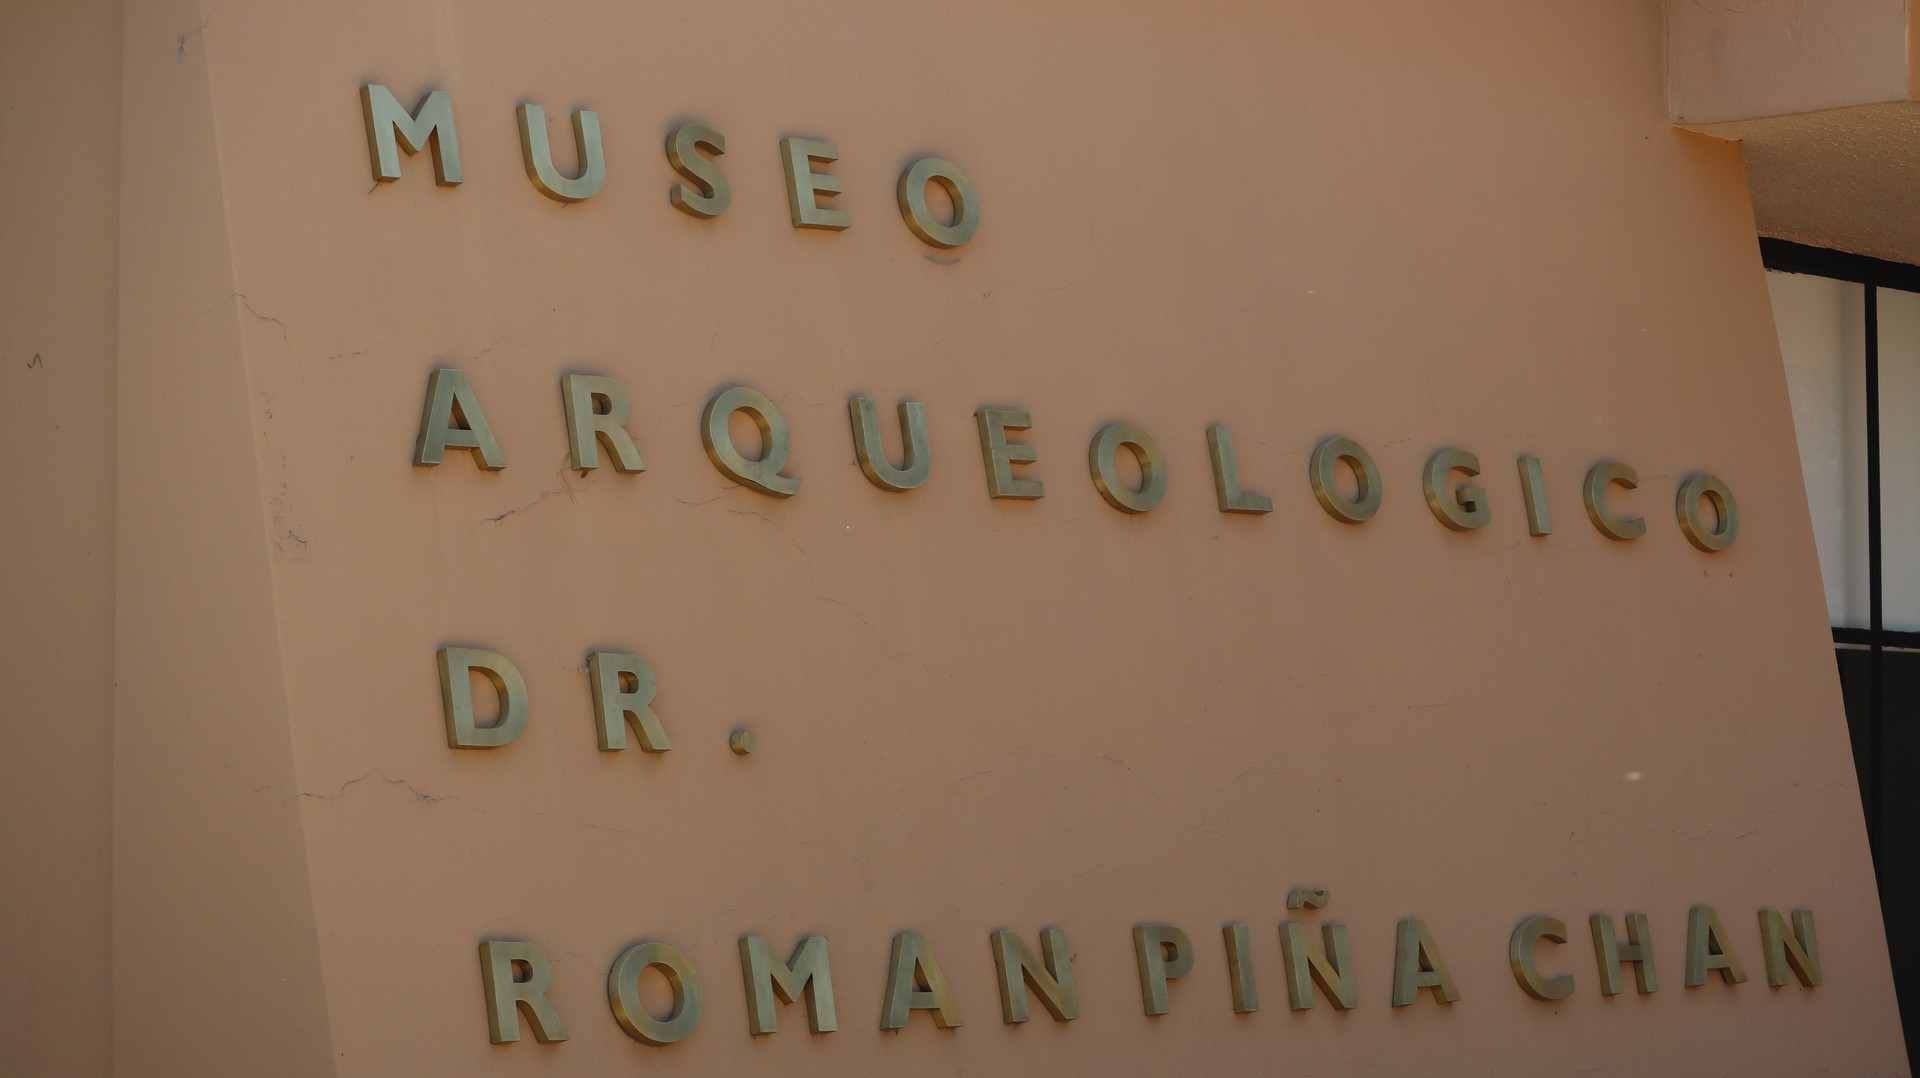 MUSEO
ARQUEOLOGICO
DR.
ROMAN PIÑA CHAN